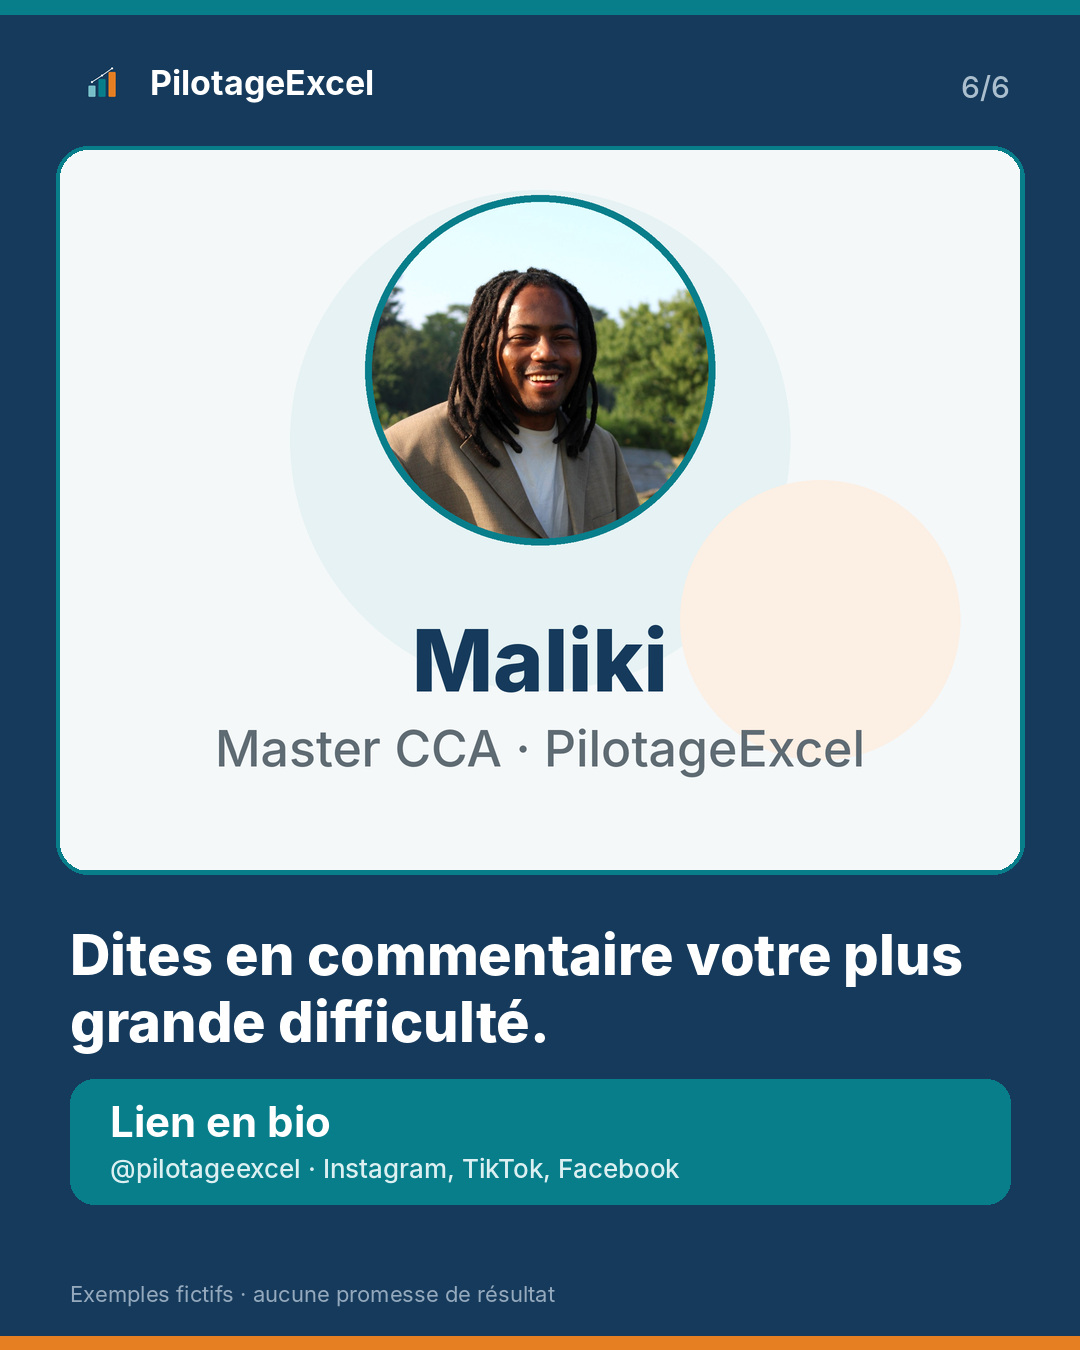 PilotageExcel
6/6
Maliki
Master CCA · PilotageExcel
Dites en commentaire votre plus
grande difficulté.
Lien en bio
@pilotageexcel · Instagram, TikTok, Facebook
Exemples fictifs · aucune promesse de résultat